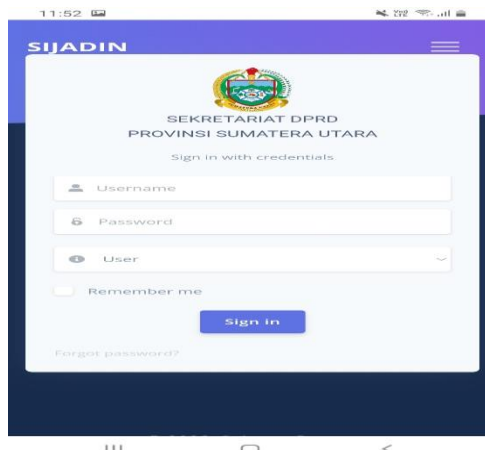 11:52
SIJADIN
SEKRETARIAT DPRD
PROVINSI SUMATERA UTARA
Sign in with credentials
Username
Password
User
Remember me
Sign in
Forgot password?